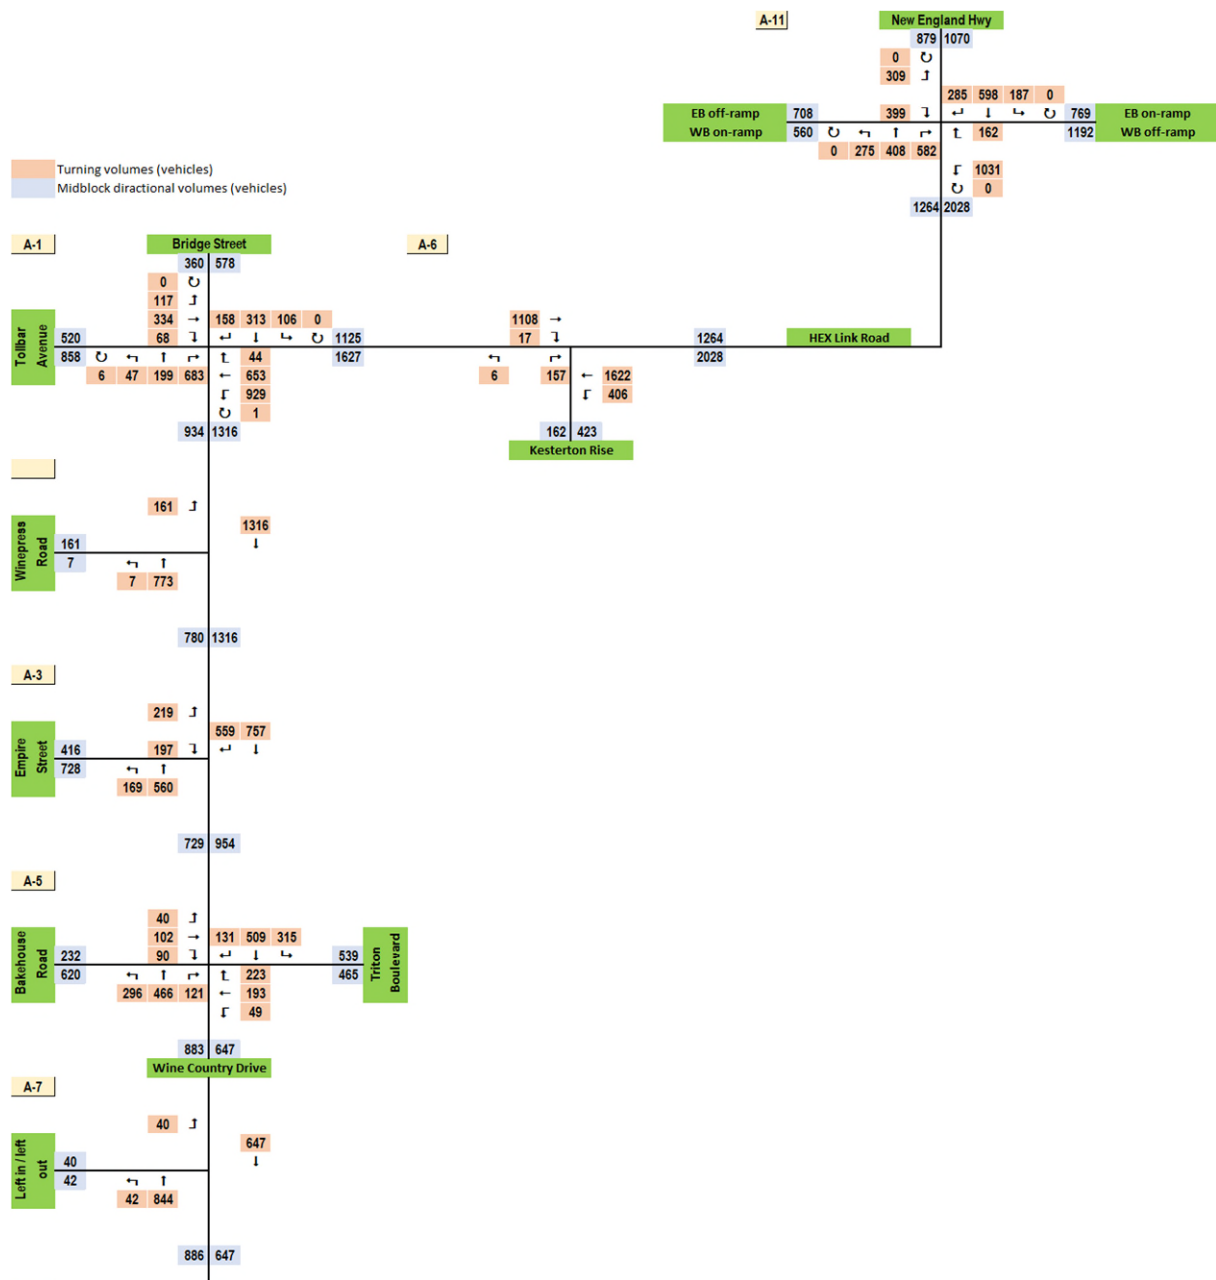 A-11
New England Hwy
879 1070
0
309
285 598 187 0
EB off-ramp 708 399 769 EB on-ramp
WB on-ramp 560 162 1192 WB off-ramp
0 275 408 582
Turning volumes (vehicles)
1031
Midblock diractional volumes (vehicles)
0
1264 2028
A-1
Bridge Street
A-6
360 578
0
117
334 158 313 106 0 1108
Tollbar
Avenue
520 68 1125 17 1264 HEX Link Road
858 44 1627 2028
6 47 199 683 653 6 157 1622
929 406
1
934 1316 162 423
Kesterton Rise
161
1316
Winepress
Road
161
7
7 773
780 1316
A-3
219
559 757
Empire
Street
416 197
728
169 560
729 954
A-5
40
102 131 509 315
Bakehouse
Road
232 90 539
620 223 465
Triton
Boulevard
296 466 121 193
49
883 647
Wine Country Drive
A-7
40
647
Left in / left
out
40
42
42 844
886 647